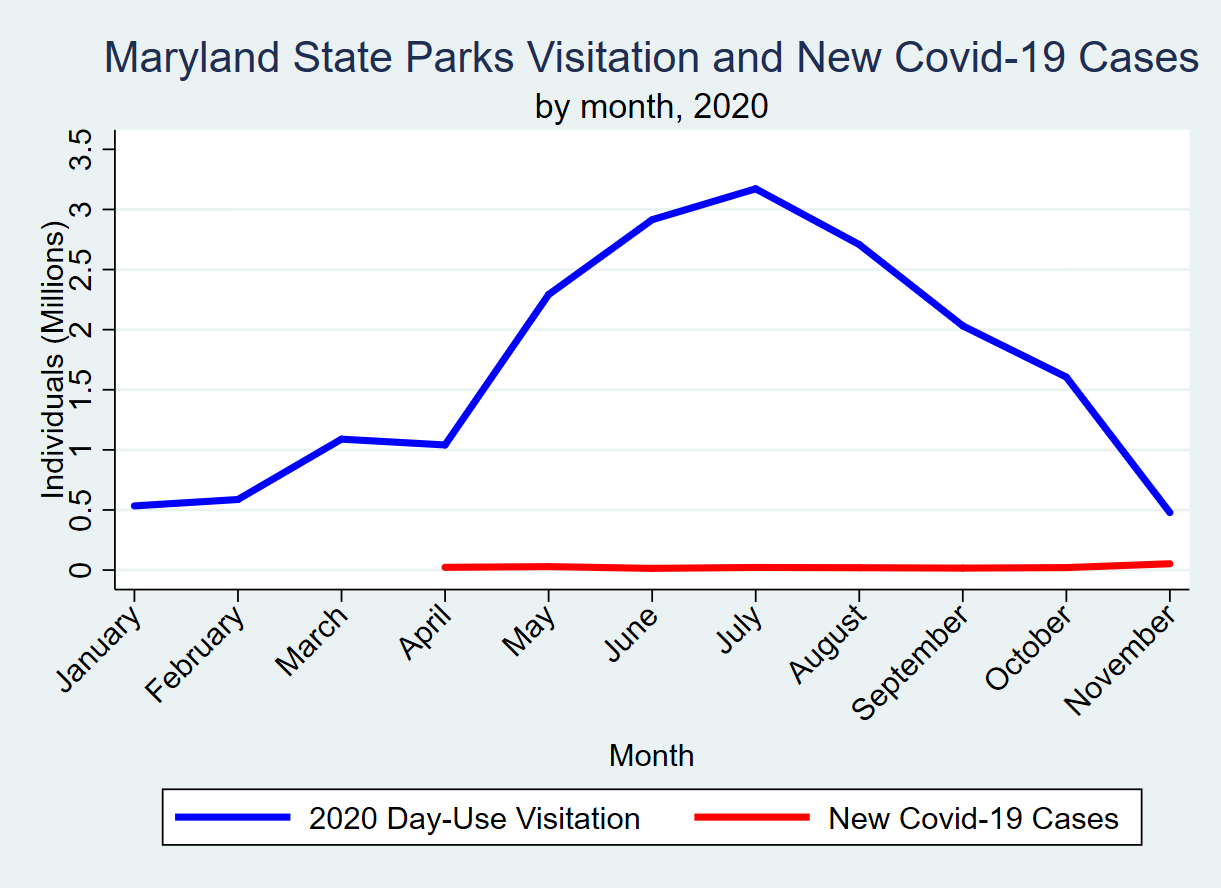 Maryland State Parks Visitation and New Covid-19 Cases
by month, 2020
Individuals (Millions)
3.5
3
2.5
2
1.5
1
0.5
0
January
February
March
April
May
June
July
August
September
October
November
Month
2020 Day-Use Visitation
New Covid-19 Cases